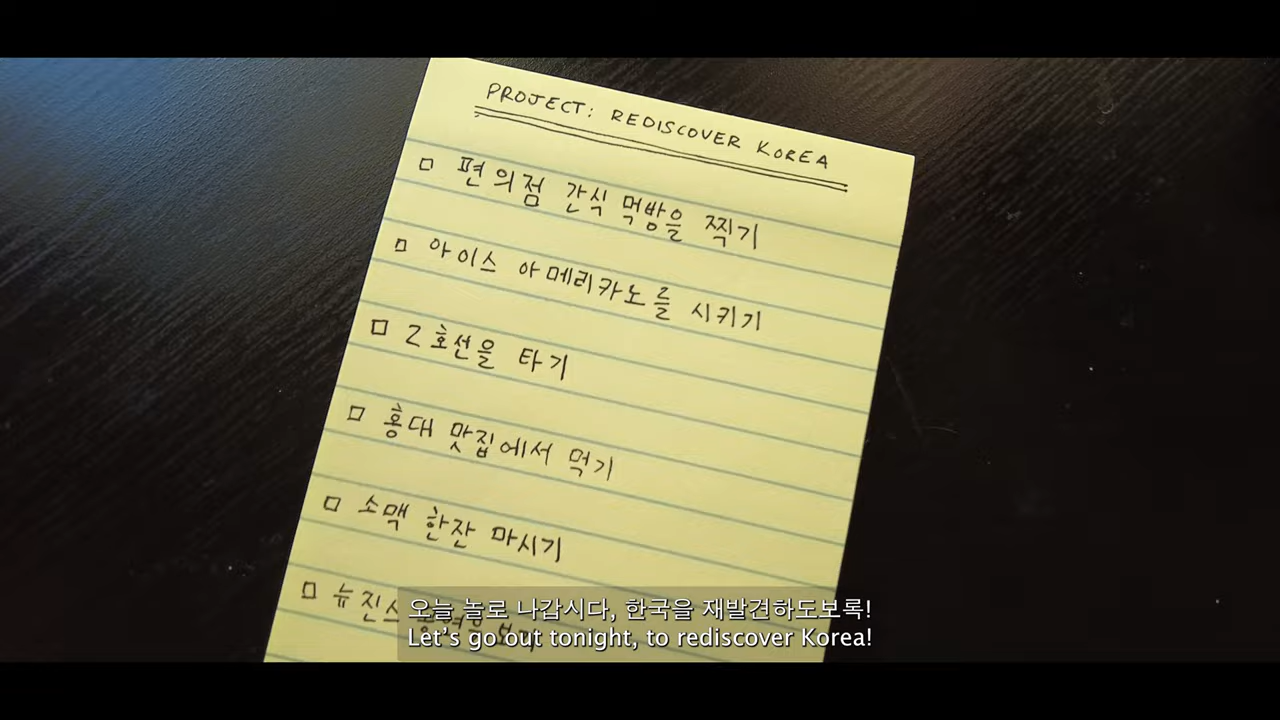 PROJECT: REDISCOVER KOREA
편의점 간식 먹방을 찍기
아이스 아메리카노를 시키기
2호선을 타기
홍대 맛집에서 먹기
소맥 한잔 마시기
뉴진스
오늘 놀로 나갑시다, 한국을 재발견하도보록!
Let's go out tonight, to rediscover Korea!